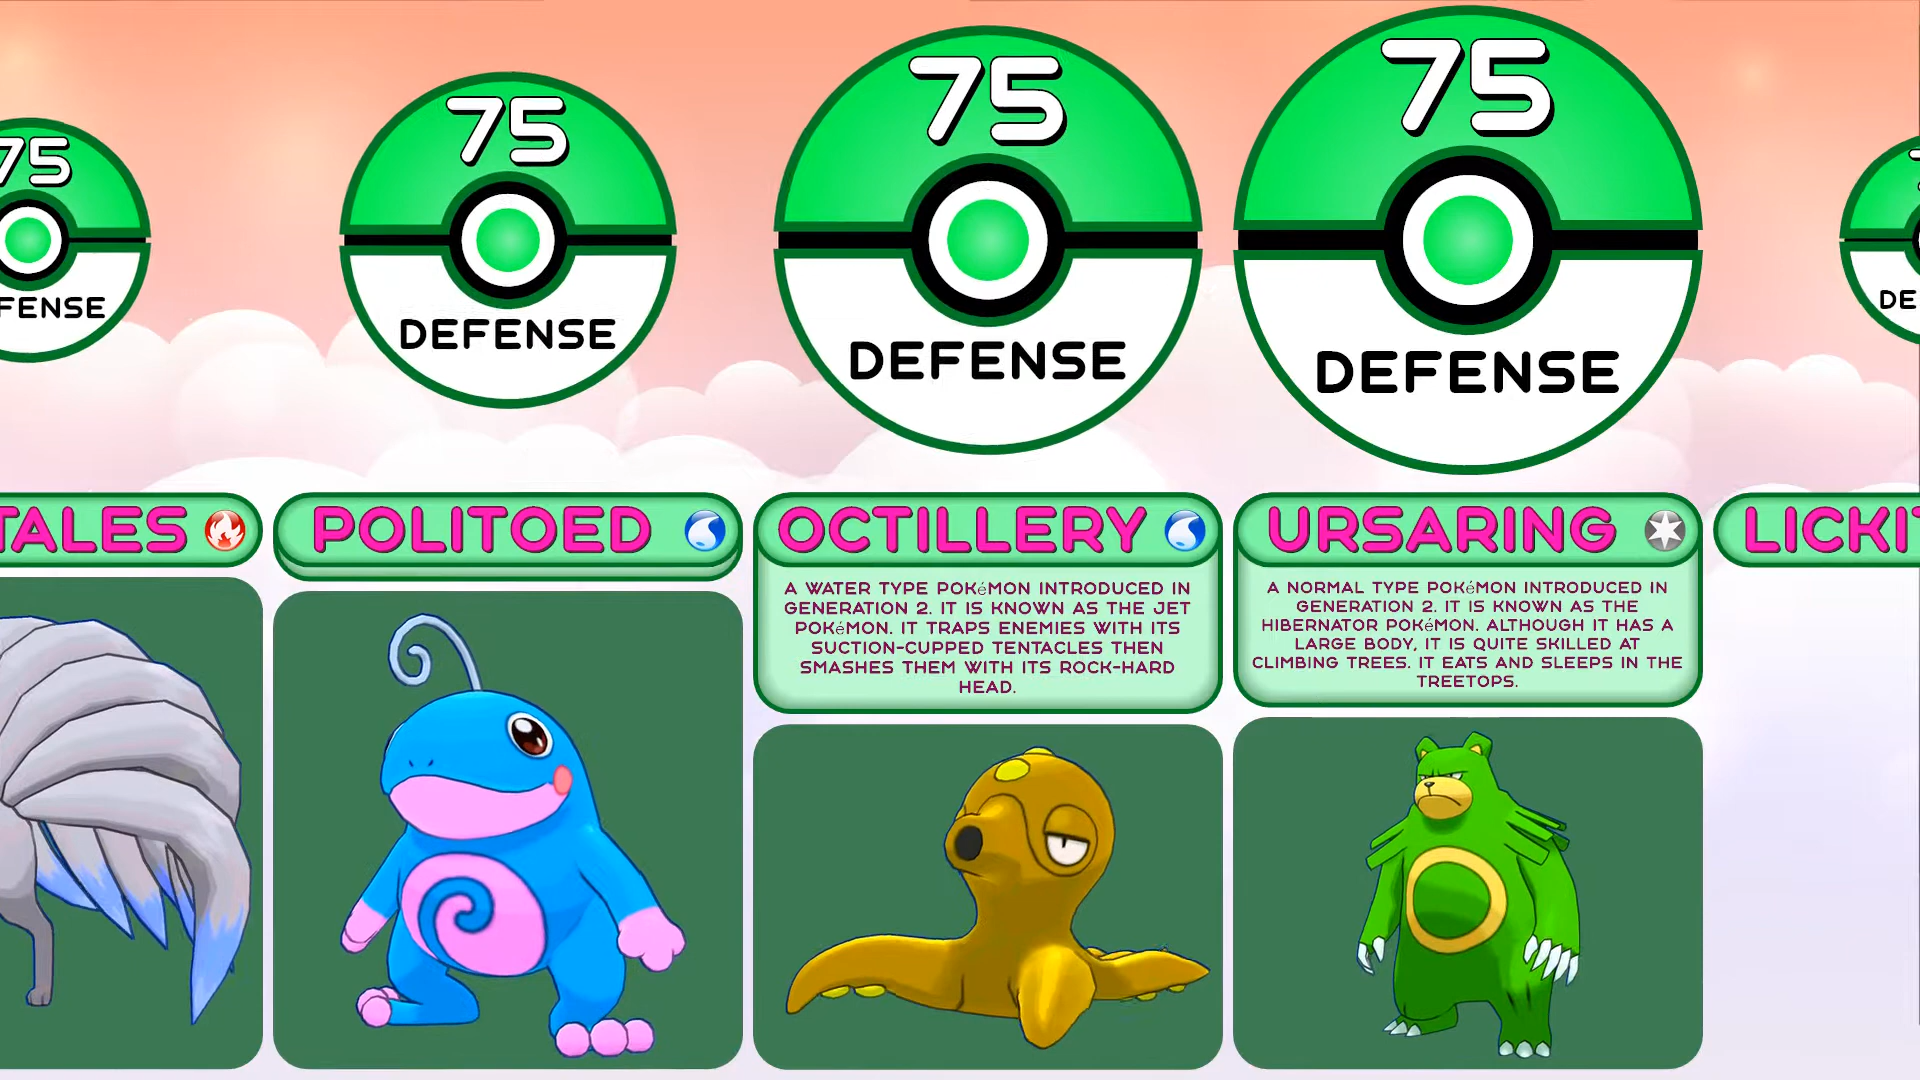 75
75
75
75
FENSE
DEFENSE
DEFENSE
DEFENSE
DE
TALES
POLITOED
OCTILLERY
URSARING
LICKIT
A WATER TYPE POKéMON INTRODUCED IN
GENERATION 2. IT IS KNOWN AS THE JET
POKéMON. IT TRAPS ENEMIES WITH ITS
SUCTION-CUPPED TENTACLES THEN
SMASHES THEM WITH ITS ROCK-HARD
HEAD.
A NORMAL TYPE POKéMON INTRODUCED IN
GENERATION 2. IT IS KNOWN AS THE
HIBERNATOR POKéMON. ALTHOUGH IT HAS A
LARGE BODY, IT IS QUITE SKILLED AT
CLIMBING TREES. IT EATS AND SLEEPS IN THE
TREETOPS.